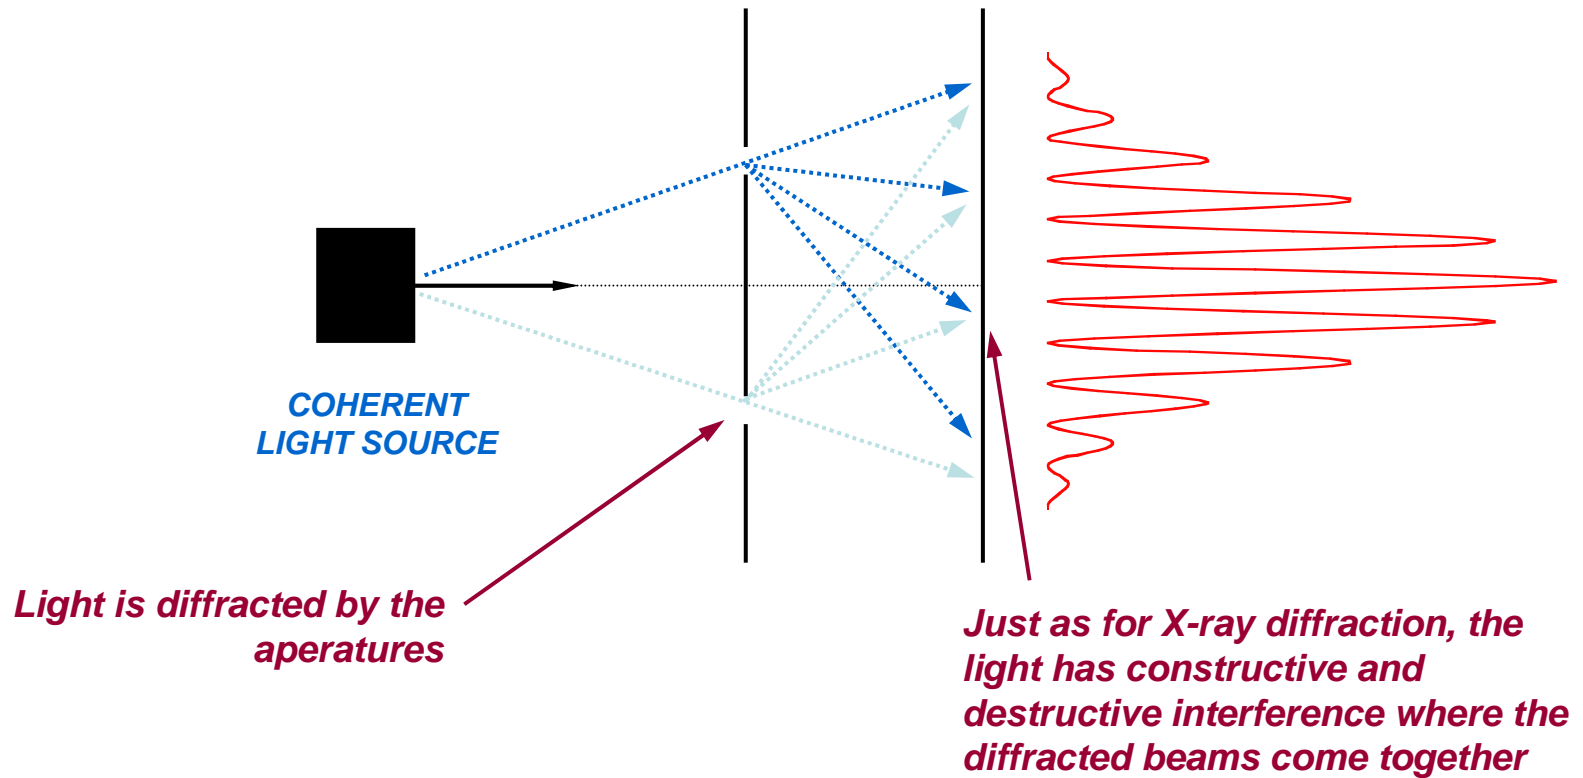 COHERENT
LIGHT SOURCE
Light is diffracted by the
aperatures
Just as for X-ray diffraction, the
light has constructive and
destructive interference where the
diffracted beams come together